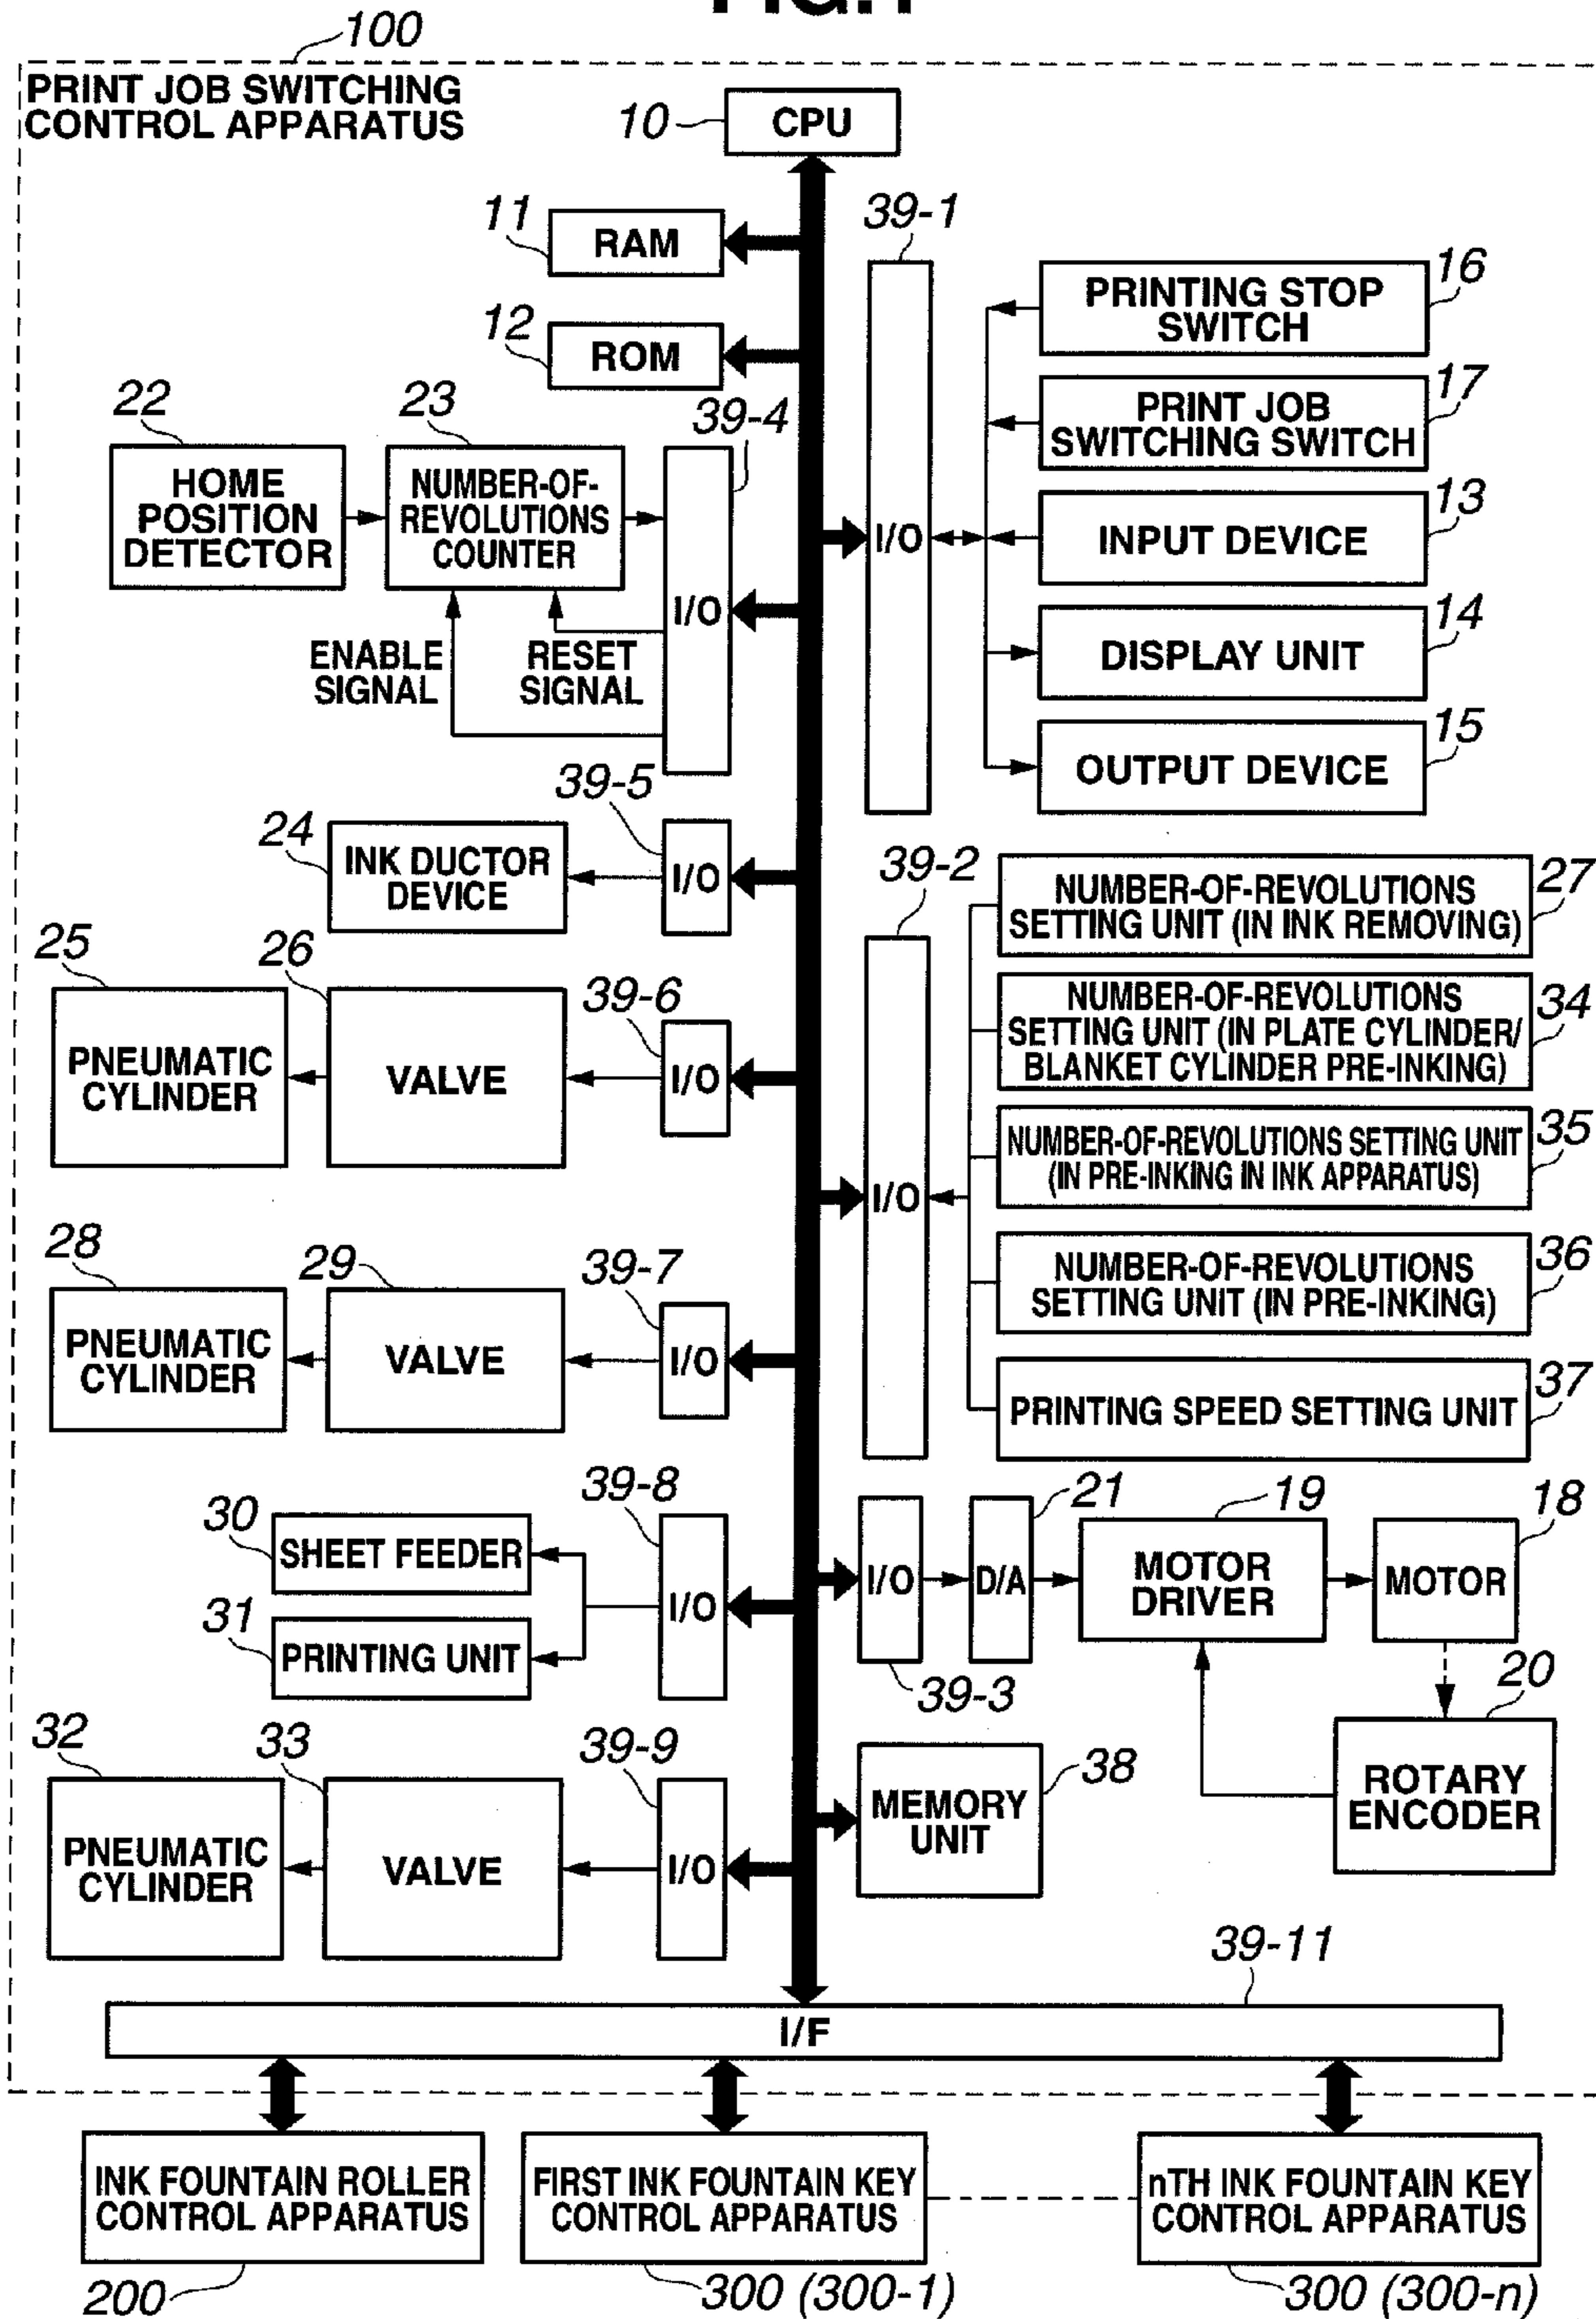 100
PRINT JOB SWITCHING
CONTROL APPARATUS
10
CPU
11
RAM
12
ROM
39-1
I/O
PRINTING STOP
SWITCH
16
PRINT JOB
SWITCHING SWITCH
17
INPUT DEVICE
13
DISPLAY UNIT
14
OUTPUT DEVICE
15
22
HOME
POSITION
DETECTOR
23
NUMBER-OF-
REVOLUTIONS
COUNTER
39-4
I/O
ENABLE
SIGNAL
RESET
SIGNAL
39-5
24
INK DUCTOR
DEVICE
I/O
39-2
I/O
NUMBER-OF-REVOLUTIONS
SETTING UNIT (IN INK REMOVING)
27
NUMBER-OF-REVOLUTIONS
SETTING UNIT (IN PLATE CYLINDER/
BLANKET CYLINDER PRE-INKING)
34
NUMBER-OF-REVOLUTIONS SETTING UNIT
(IN PRE-INKING IN INK APPARATUS)
35
NUMBER-OF-REVOLUTIONS
SETTING UNIT (IN PRE-INKING)
36
PRINTING SPEED SETTING UNIT
37
25
PNEUMATIC
CYLINDER
26
VALVE
39-6
I/O
28
PNEUMATIC
CYLINDER
29
VALVE
39-7
I/O
39-8
30
SHEET FEEDER
31
PRINTING UNIT
I/O
I/O
39-3
21
D/A
19
MOTOR
DRIVER
18
MOTOR
20
ROTARY
ENCODER
32
PNEUMATIC
CYLINDER
33
VALVE
39-9
I/O
MEMORY
UNIT
38
39-11
I/F
INK FOUNTAIN ROLLER
CONTROL APPARATUS
200
FIRST INK FOUNTAIN KEY
CONTROL APPARATUS
300 (300-1)
nTH INK FOUNTAIN KEY
CONTROL APPARATUS
300 (300-n)